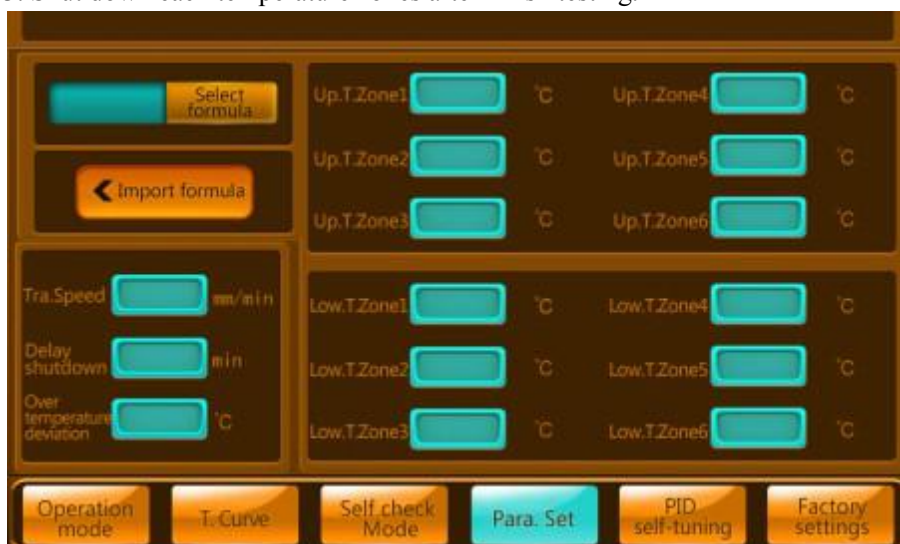 Select
formula
Import formula
Tra.Speed mm/min
Delay
shutdown min
Over
temperature
deviation °C
Up.T.Zone1 °C Up.T.Zone4 °C
Up.T.Zone2 °C Up.T.Zone5 °C
Up.T.Zone3 °C Up.T.Zone6 °C
Low.T.Zone1 °C Low.T.Zone4 °C
Low.T.Zone2 °C Low.T.Zone5 °C
Low.T.Zone3 °C Low.T.Zone6 °C
Operation
mode
T. Curve
Self check
Mode
Para. Set
PID
self-tuning
Factory
settings